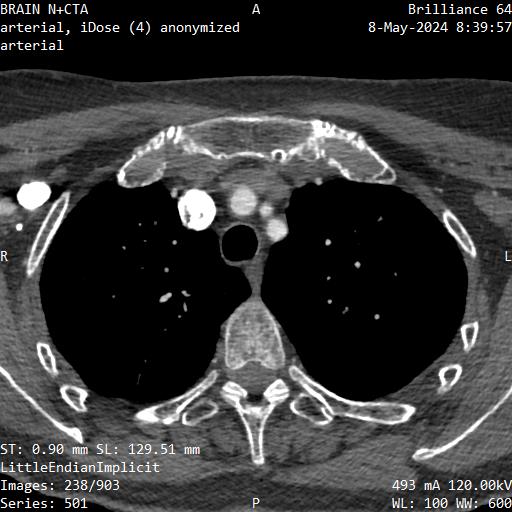 BRAIN N+CTA
A
Brilliance 64
arterial, iDose (4) anonymized
8-May-2024 8:39:57
arterial
R
L
ST: 0.90 mm SL: 129.51 mm
LittleEndianImplicit
Images: 238/903
493 mA 120.00kV
Series: 501
P
WL: 100 WW: 600